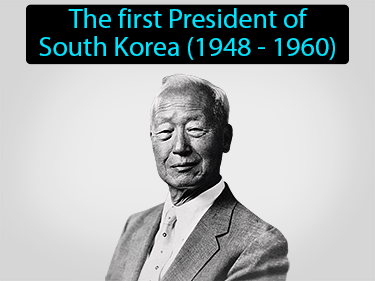 The first President of
South Korea (1948 - 1960)